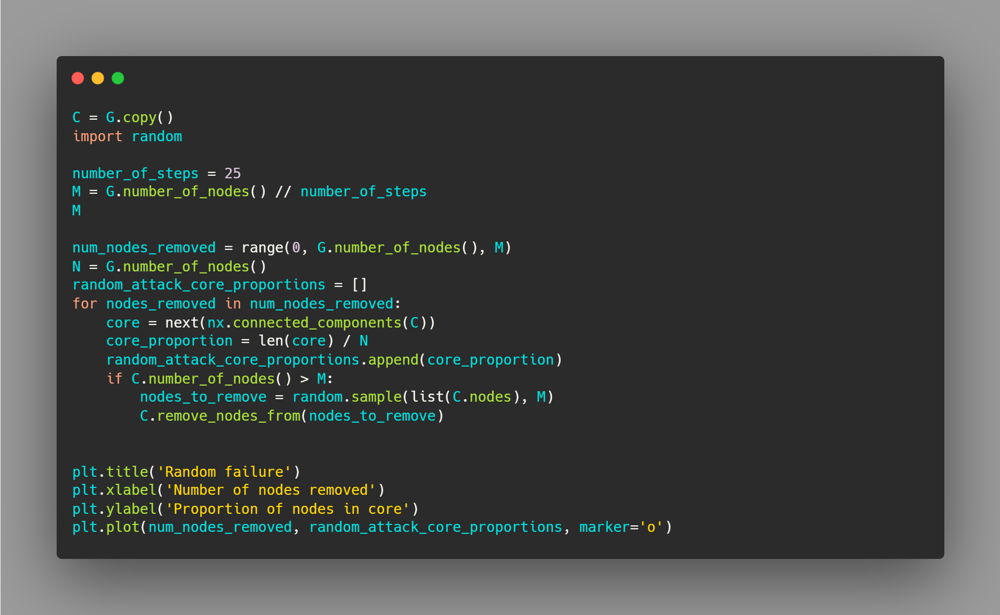 C = G.copy()
import random
number_of_steps = 25
M = G.number_of_nodes() // number_of_steps
M
num_nodes_removed = range(0, G.number_of_nodes(), M)
N = G.number_of_nodes()
random_attack_core_proportions = []
for nodes_removed in num_nodes_removed:
    core = next(nx.connected_components(C))
    core_proportion = len(core) / N
    random_attack_core_proportions.append(core_proportion)
    if C.number_of_nodes() > M:
        nodes_to_remove = random.sample(list(C.nodes), M)
        C.remove_nodes_from(nodes_to_remove)
plt.title('Random failure')
plt.xlabel('Number of nodes removed')
plt.ylabel('Proportion of nodes in core')
plt.plot(num_nodes_removed, random_attack_core_proportions, marker='o')